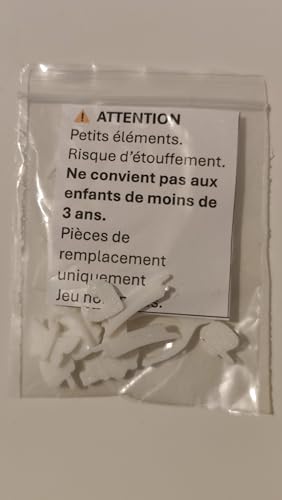 ⚠ ATTENTION
Petits éléments.
Risque d'étouffement.
Ne convient pas aux
enfants de moins de
3 ans.
Pièces de
remplacement
uniquement
Jeu